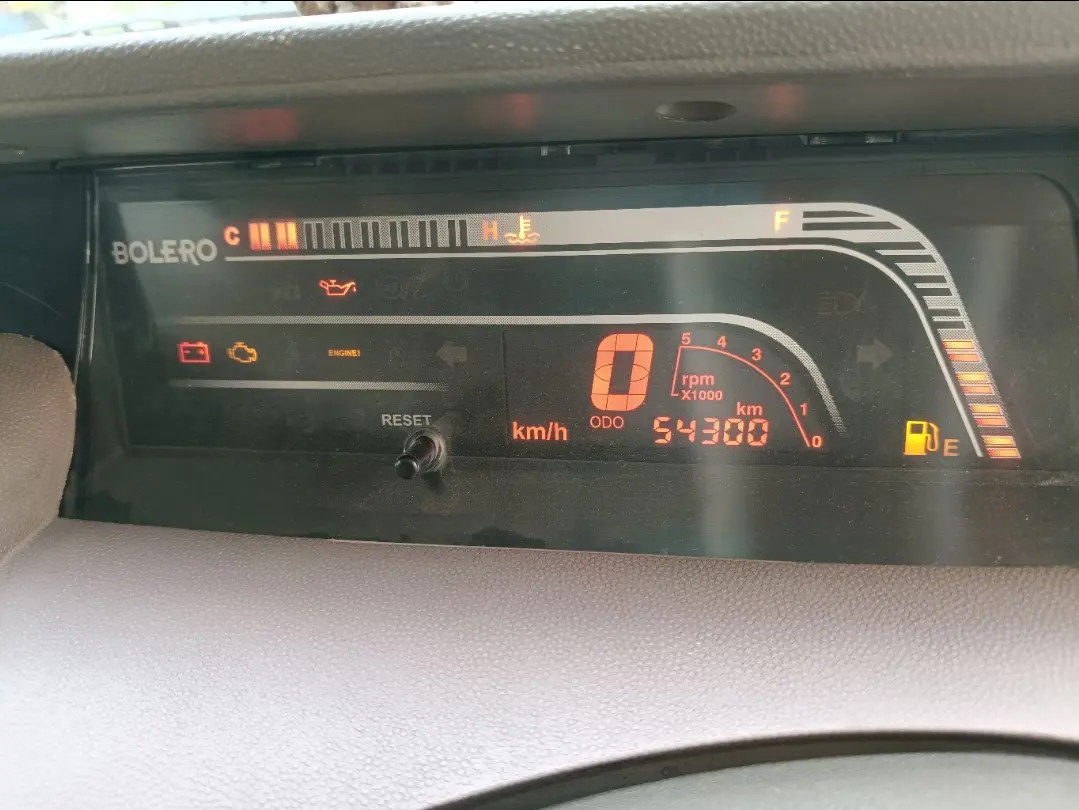 BOLERO
C H F
ENGINE!
RESET
km/h
0
ODO
54300
km
rpm
X1000
5 4 3 2 1 0
E